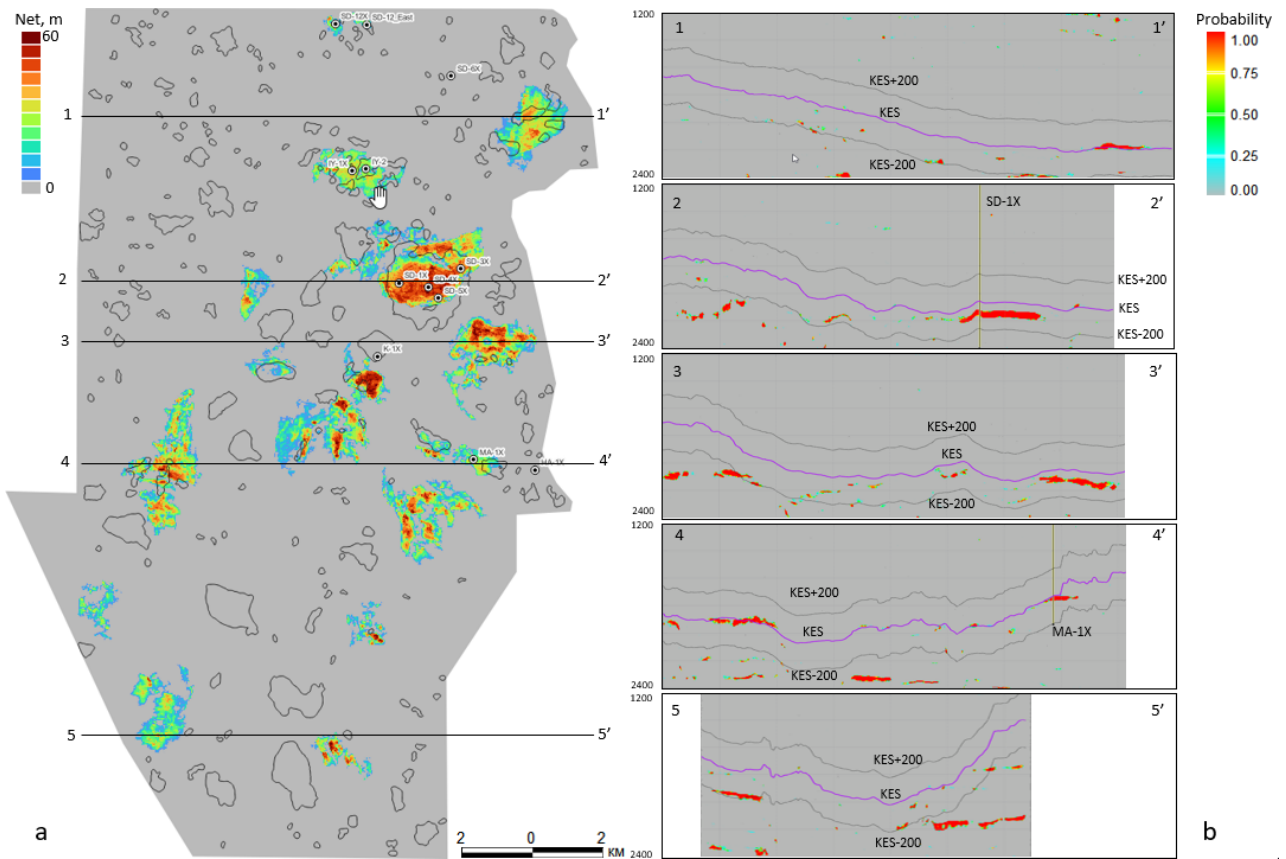 Net, m
60
0
SD-12X
SD-12_East
SD-6X
1
1'
IY-1X
IY-2
SD-3X
SD-1X
SD-4X
SD-5X
2
2'
3
3'
K-1X
4
4'
MA-1X
HA-1X
5
5'
a
2 0 2
KM
1200
1
1'
KES+200
KES
KES-200
2400
1200
2
SD-1X
2'
KES+200
KES
KES-200
2400
1200
3
3'
KES+200
KES
KES-200
2400
1200
4
4'
KES+200
KES
MA-1X
KES-200
2400
1200
5
5'
KES+200
KES
KES-200
2400
Probability
1.00
0.75
0.50
0.25
0.00
b